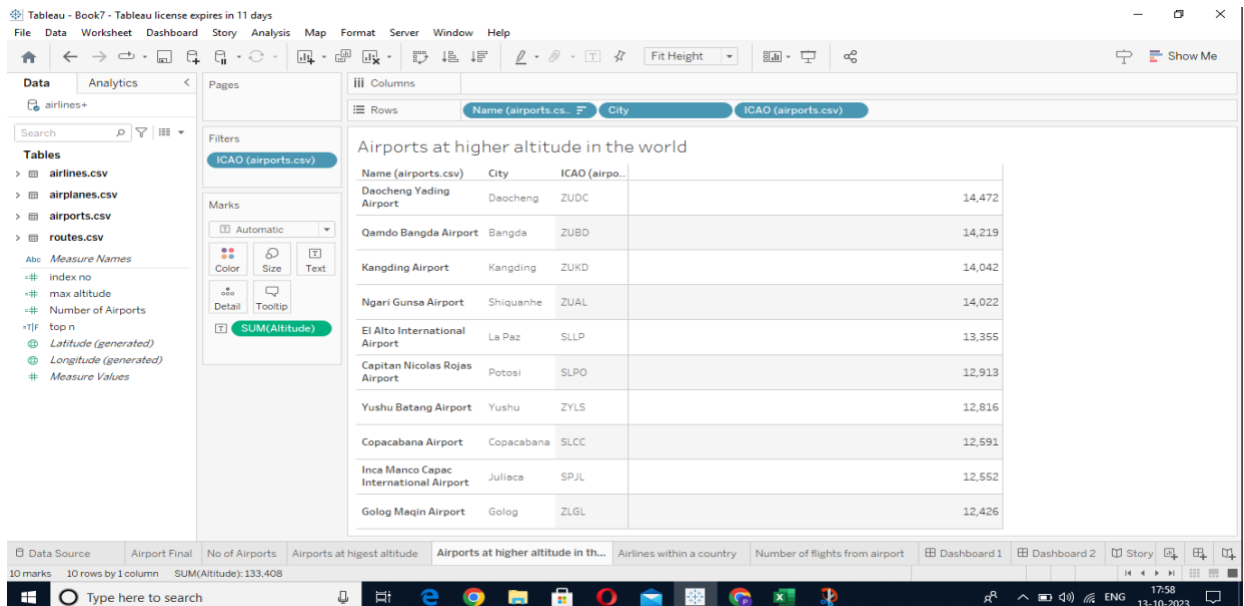 Tableau - Book7 - Tableau license expires in 11 days
File Data Worksheet Dashboard Story Analysis Map Format Server Window Help
Fit Height
Show Me
Data Analytics
airlines+
Search
Tables
airlines.csv
airplanes.csv
airports.csv
routes.csv
Abc Measure Names
=# index no
=# max altitude
=# Number of Airports
=T|F top n
Latitude (generated)
Longitude (generated)
# Measure Values
Pages
Filters
ICAO (airports.csv)
Marks
Automatic
Color Size Text
Detail Tooltip
SUM(Altitude)
Columns
Rows Name (airports.cs.. City ICAO (airports.csv)
Airports at higher altitude in the world
Name (airports.csv) City ICAO (airpo..
Daocheng Yading Airport Daocheng ZUDC 14,472
Qamdo Bangda Airport Bangda ZUBD 14,219
Kangding Airport Kangding ZUKD 14,042
Ngari Gunsa Airport Shiquanhe ZUAL 14,022
El Alto International Airport La Paz SLLP 13,355
Capitan Nicolas Rojas Airport Potosi SLPO 12,913
Yushu Batang Airport Yushu ZYLS 12,816
Copacabana Airport Copacabana SLCC 12,591
Inca Manco Capac International Airport Juliaca SPJL 12,552
Golog Maqin Airport Golog ZLGL 12,426
Data Source Airport Final No of Airports Airports at higest altitude Airports at higher altitude in th... Airlines within a country Number of flights from airport Dashboard 1 Dashboard 2 Story
10 marks 10 rows by 1 column SUM(Altitude): 133,408
Type here to search
ENG
17:58
13-10-2023